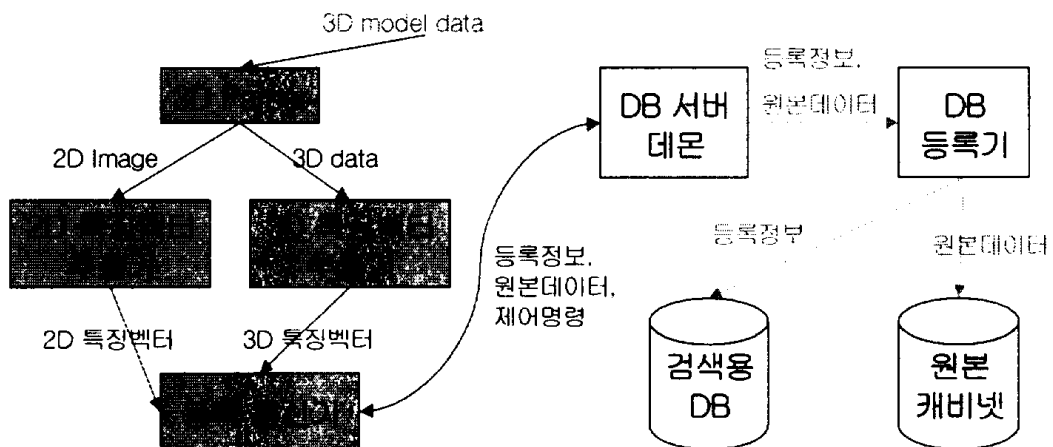 3D model data
2D Image
3D data
2D 특징벡터
3D 특징벡터
등록정보,
원본데이터,
제어명령
DB 서버
데몬
등록정보,
원본데이터
DB
등록기
등록정보
원본데이터
검색용
DB
원본
캐비넷